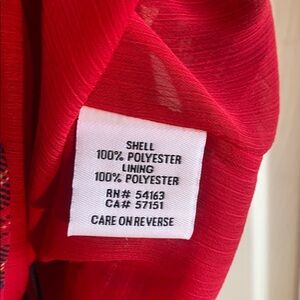 SHELL
100% POLYESTER
LINING
100% POLYESTER
RN# 54163
CA# 57151
CARE ON REVERSE